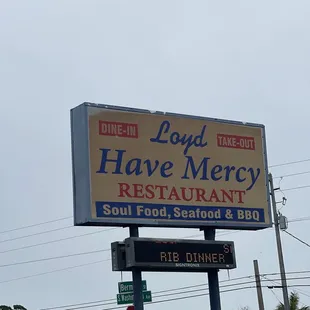 DINE-IN
TAKE-OUT
Loyd
Have Mercy
RESTAURANT
Soul Food, Seafood & BBQ
RIB DINNER